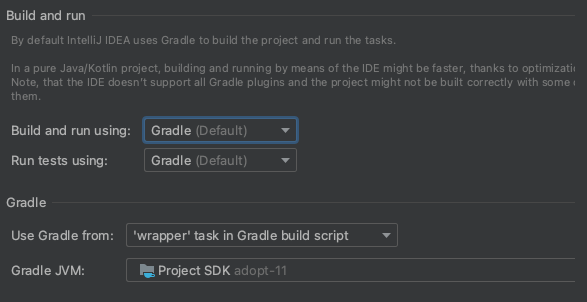 Build and run
By default IntelliJ IDEA uses Gradle to build the project and run the tasks.
In a pure Java/Kotlin project, building and running by means of the IDE might be faster, thanks to optimizatio
Note, that the IDE doesn't support all Gradle plugins and the project might not be built correctly with some
them.
Build and run using: Gradle (Default)
Run tests using: Gradle (Default)
Gradle
Use Gradle from: 'wrapper' task in Gradle build script
Gradle JVM: Project SDK adopt-11